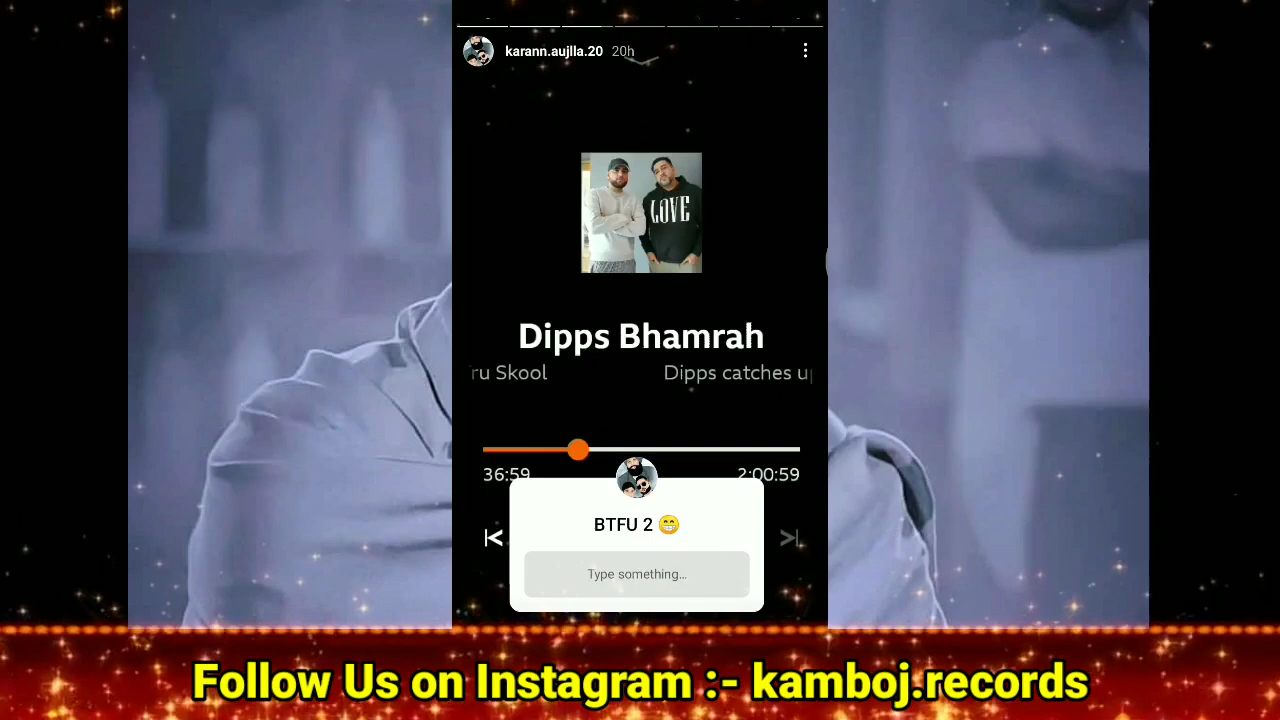 karann.aujlla.20 20h
LOVE
Dipps Bhamrah
ru Skool Dipps catches up
36:59 2:00:59
BTFU 2 😁
Type something...
Follow Us on Instagram :- kamboj.records